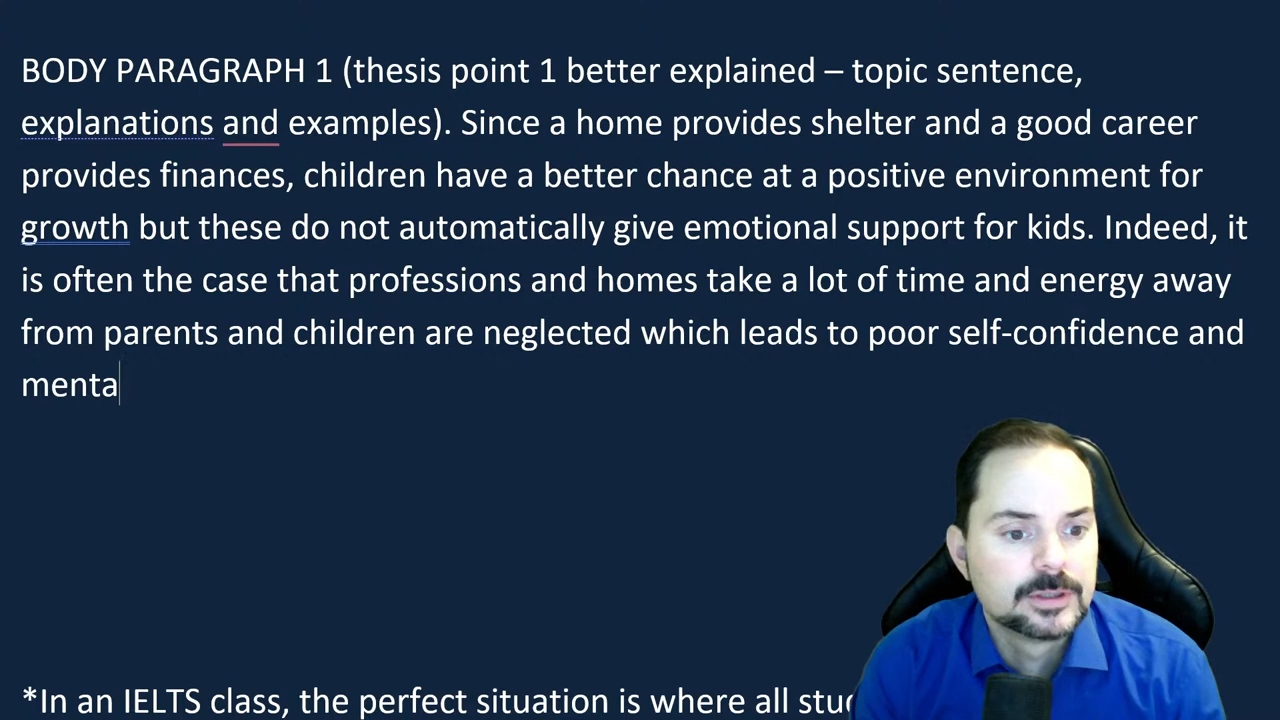 BODY PARAGRAPH 1 (thesis point 1 better explained – topic sentence,
explanations and examples). Since a home provides shelter and a good career
provides finances, children have a better chance at a positive environment for
growth but these do not automatically give emotional support for kids. Indeed, it
is often the case that professions and homes take a lot of time and energy away
from parents and children are neglected which leads to poor self-confidence and
menta
*In an IELTS class, the perfect situation is where all